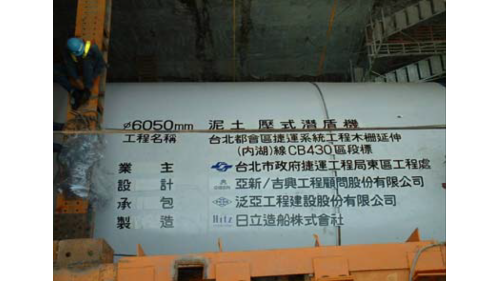 ø6050mm 泥土壓式潛盾機
工程名稱 台北都會區捷運系統工程木柵延伸
(內湖)線CB430區段標
業主 台北市政府捷運工程局東區工程處
設計 亞新/吉興工程顧問股份有限公司
承包 泛亞工程建設股份有限公司
製造 Hitz 日立造船株式會社